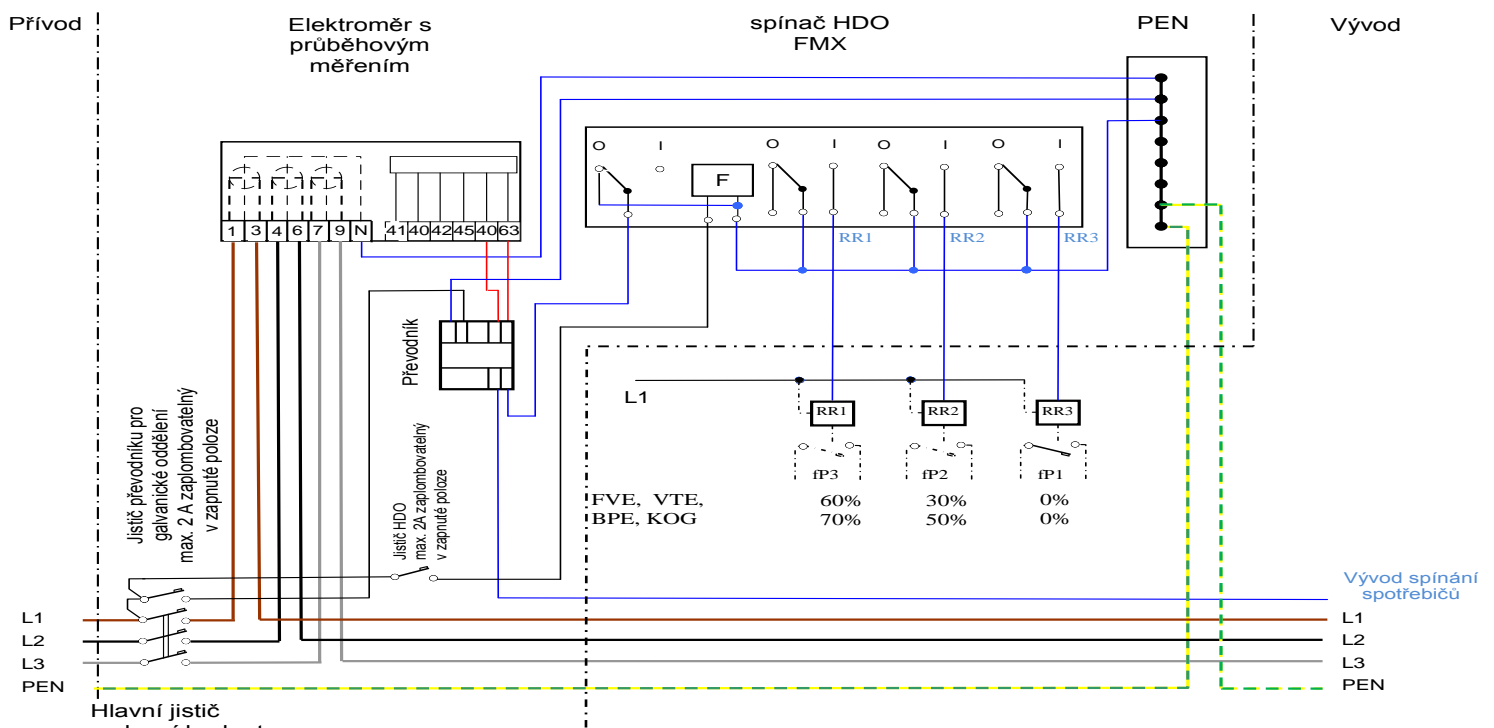 Přívod
Elektroměr s
průběhovým
měřením
spínač HDO
FMX
PEN
Vývod
O I F O I O I O I
1 3 4 6 7 9 N 41 40 42 45 40 63
RR1 RR2 RR3
Převodník
L1
RR1 RR2 RR3
fP3 fP2 fP1
FVE, VTE, 60% 30% 0%
BPE, KOG 70% 50% 0%
Jistič převodníku pro
galvanické oddělení
max. 2 A zaplombovatelný
v zapnuté poloze
Jistič HDO
max. 2A zaplombovatelný
v zapnuté poloze
Vývod spínání
spotřebičů
L1 L1
L2 L2
L3 L3
PEN PEN
Hlavní jistič